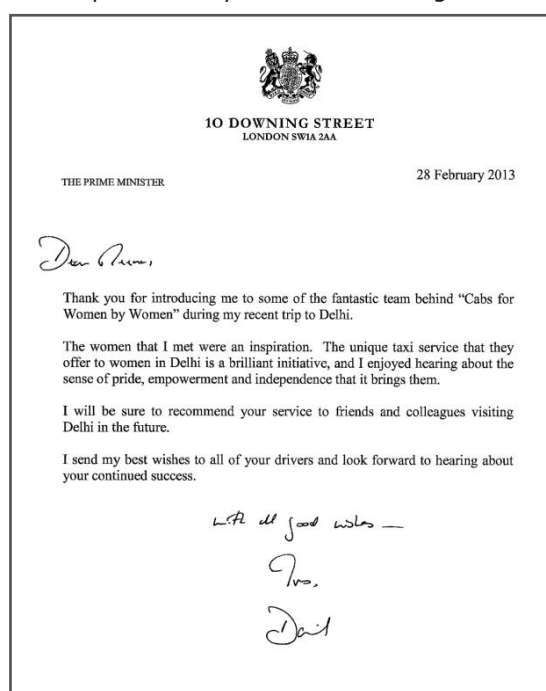 10 DOWNING STREET
LONDON SW1A 2AA
THE PRIME MINISTER
28 February 2013
Dear
Thank you for introducing me to some of the fantastic team behind “Cabs for
Women by Women” during my recent trip to Delhi.
The women that I met were an inspiration. The unique taxi service that they
offer to women in Delhi is a brilliant initiative, and I enjoyed hearing about the
sense of pride, empowerment and independence that it brings them.
I will be sure to recommend your service to friends and colleagues visiting
Delhi in the future.
I send my best wishes to all of your drivers and look forward to hearing about
your continued success.
with all good wishes —
David